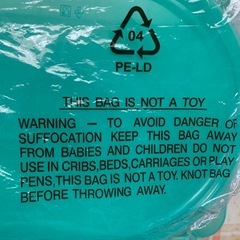 04
PE-LD
THIS BAG IS NOT A TOY
WARNING — TO AVOID DANGER OF
SUFFOCATION KEEP THIS BAG AWAY
FROM BABIES AND CHILDREN DO NOT
USE IN CRIBS,BEDS,CARRIAGES OR PLAY
PENS,THIS BAG IS NOT A TOY. KNOT BAG
BEFORE THROWING AWAY.